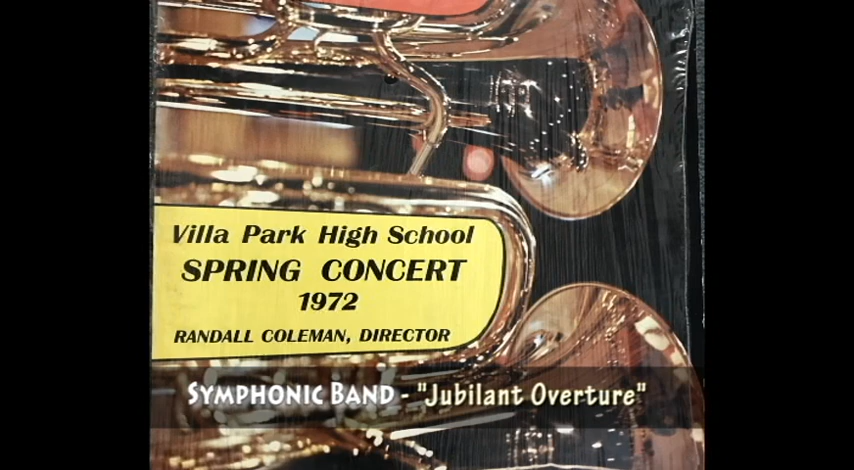 Villa Park High School
SPRING CONCERT
1972
RANDALL COLEMAN, DIRECTOR
SYMPHONIC BAND - "Jubilant Overture"